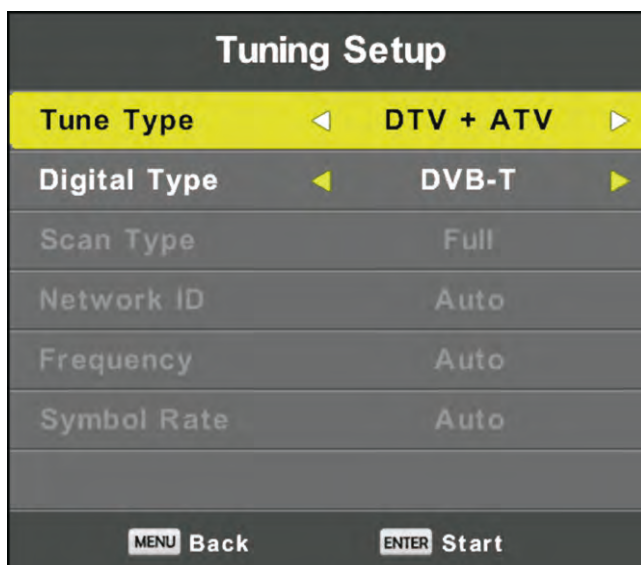 Tuning Setup
Tune Type DTV + ATV
Digital Type DVB-T
Scan Type Full
Network ID Auto
Frequency Auto
Symbol Rate Auto
MENU Back ENTER Start